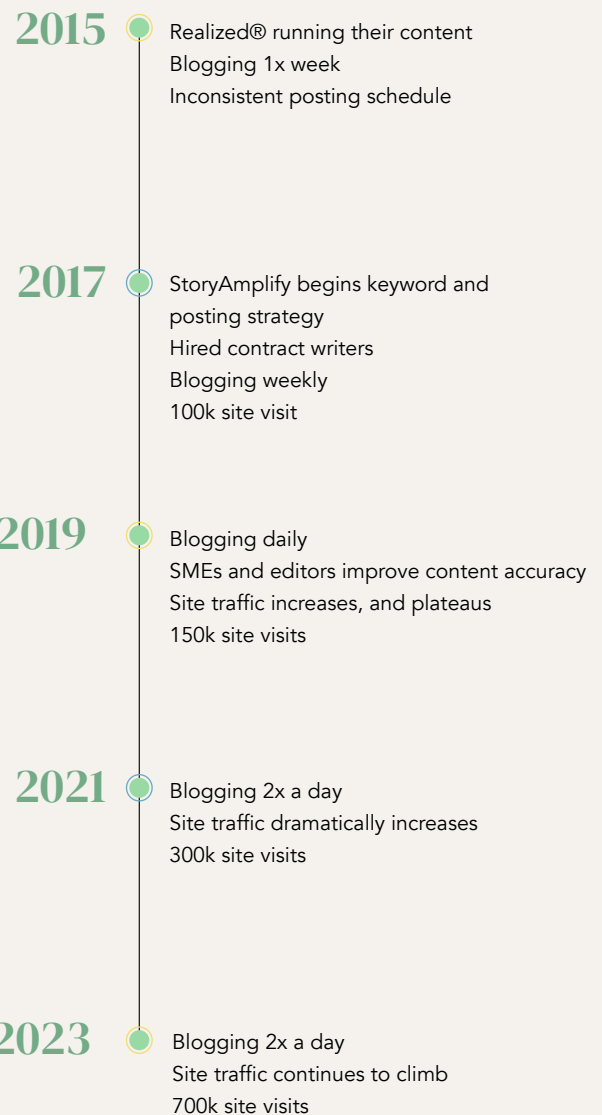 2015
Realized® running their content
Blogging 1x week
Inconsistent posting schedule
2017
StoryAmplify begins keyword and
posting strategy
Hired contract writers
Blogging weekly
100k site visit
2019
Blogging daily
SMEs and editors improve content accuracy
Site traffic increases, and plateaus
150k site visits
2021
Blogging 2x a day
Site traffic dramatically increases
300k site visits
2023
Blogging 2x a day
Site traffic continues to climb
700k site visits